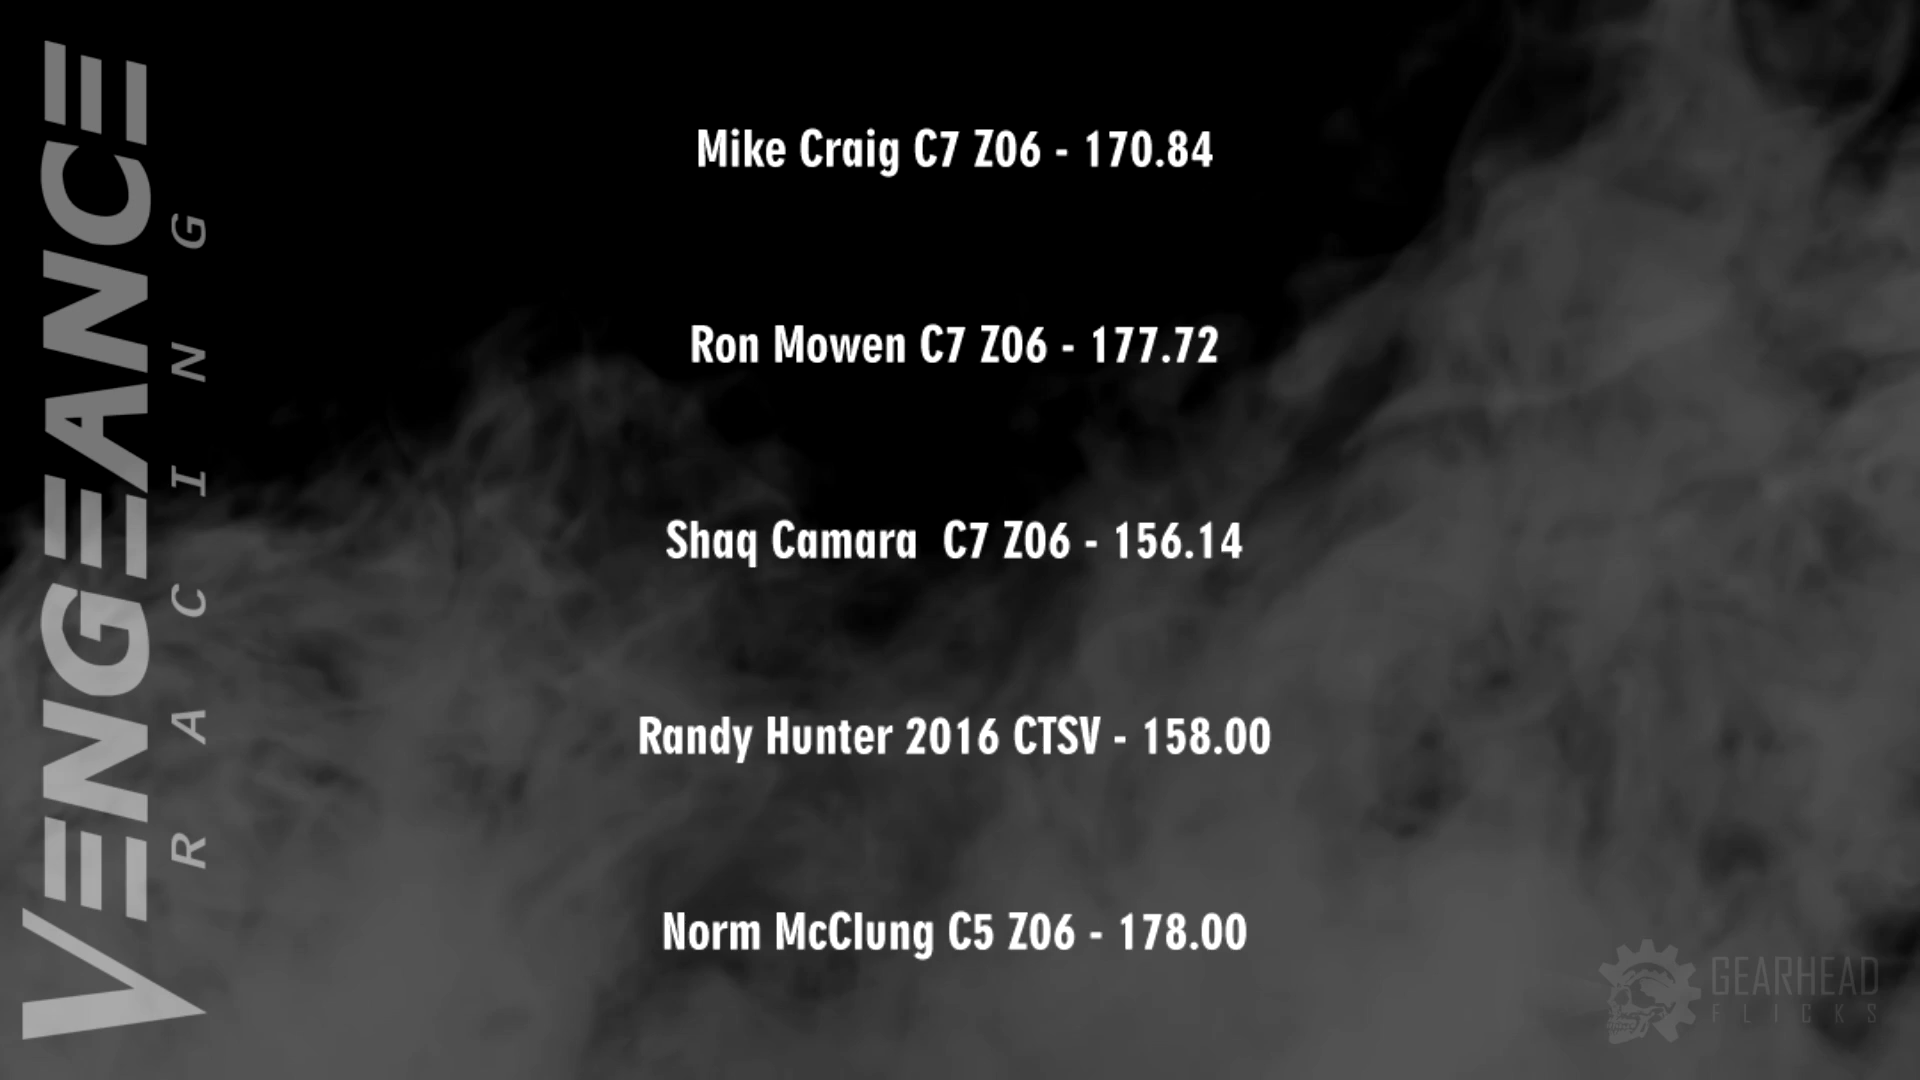 VENGEANCE
RACING
Mike Craig C7 Z06 - 170.84
Ron Mowen C7 Z06 - 177.72
Shaq Camara  C7 Z06 - 156.14
Randy Hunter 2016 CTSV - 158.00
Norm McClung C5 Z06 - 178.00
GEARHEAD
FLICKS